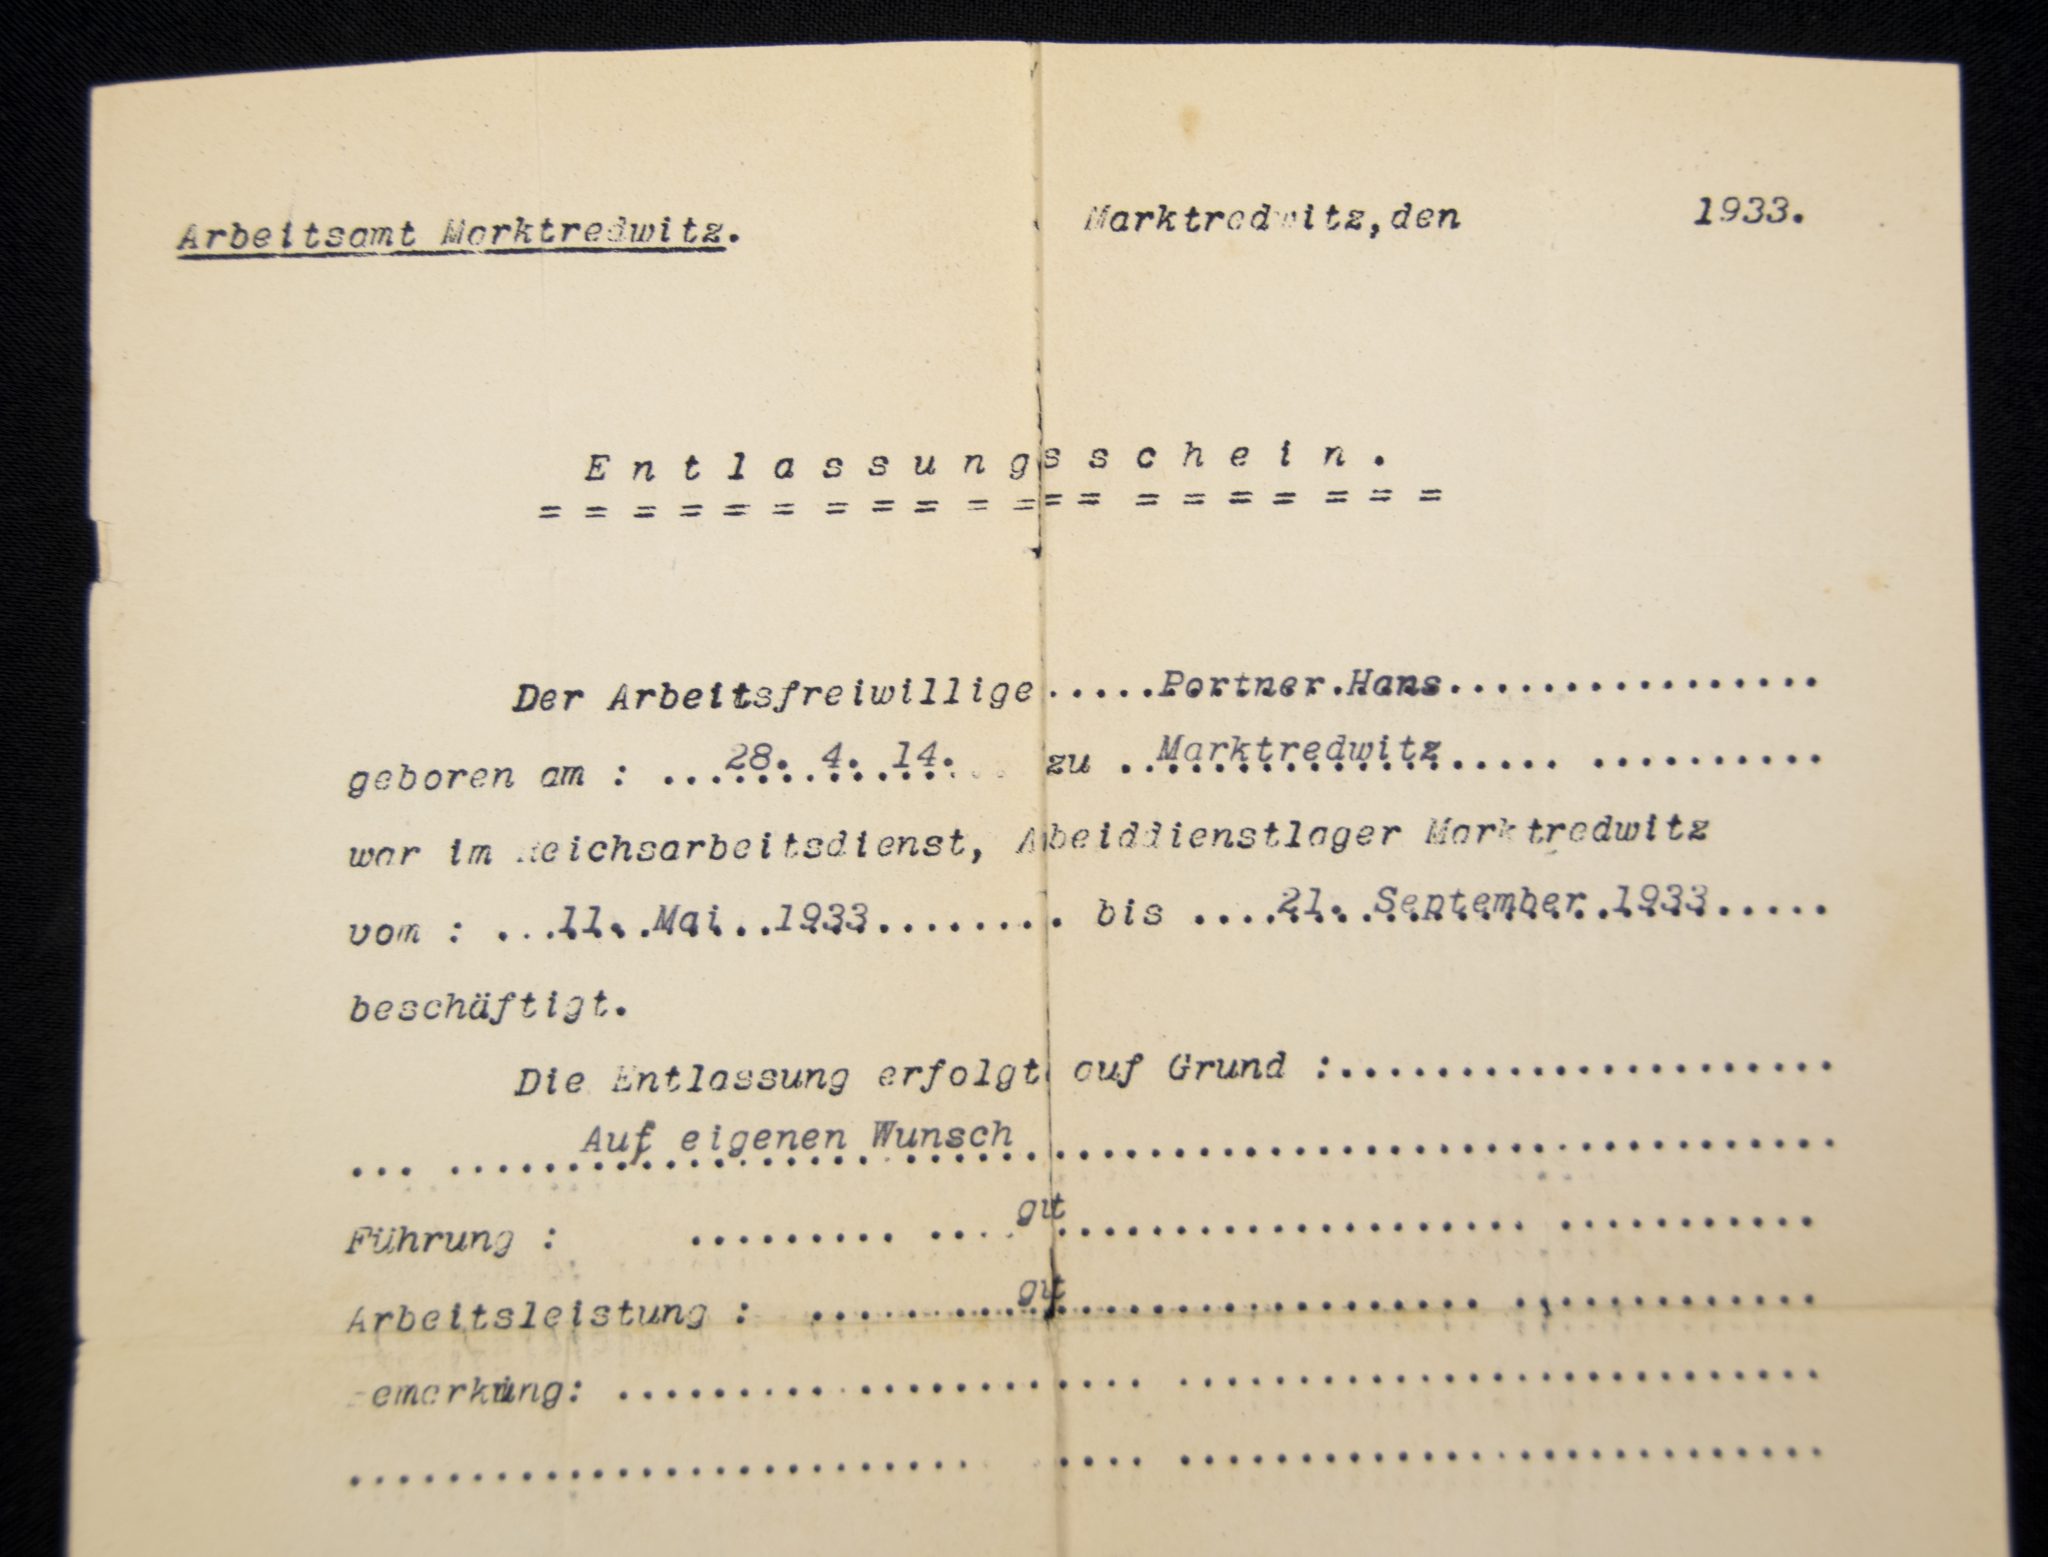 Arbeitsamt Marktredwitz.
Marktredwitz, den 1933.
Entlassungsschein.
= = = = = = = = = = = = = = = = = = = =
Der Arbeitsfreiwillige.....Portner.Hans................
geboren am : ...28. 4. 14... zu ..Marktredwitz..... ..........
war im Reichsarbeitsdienst, Abeiddienstlager Marktredwitz
vom : ...11. Mai 1933........ bis ....21. September 1933.....
beschäftigt.
Die Entlassung erfolgt auf Grund :.....................
... ......Auf eigenen Wunsch..................................
Führung : ......... ....gut.................... ...........
Arbeitsleistung : .........gut.................. .............
Bemerkung: ....................... ............................
........................... .... ............................